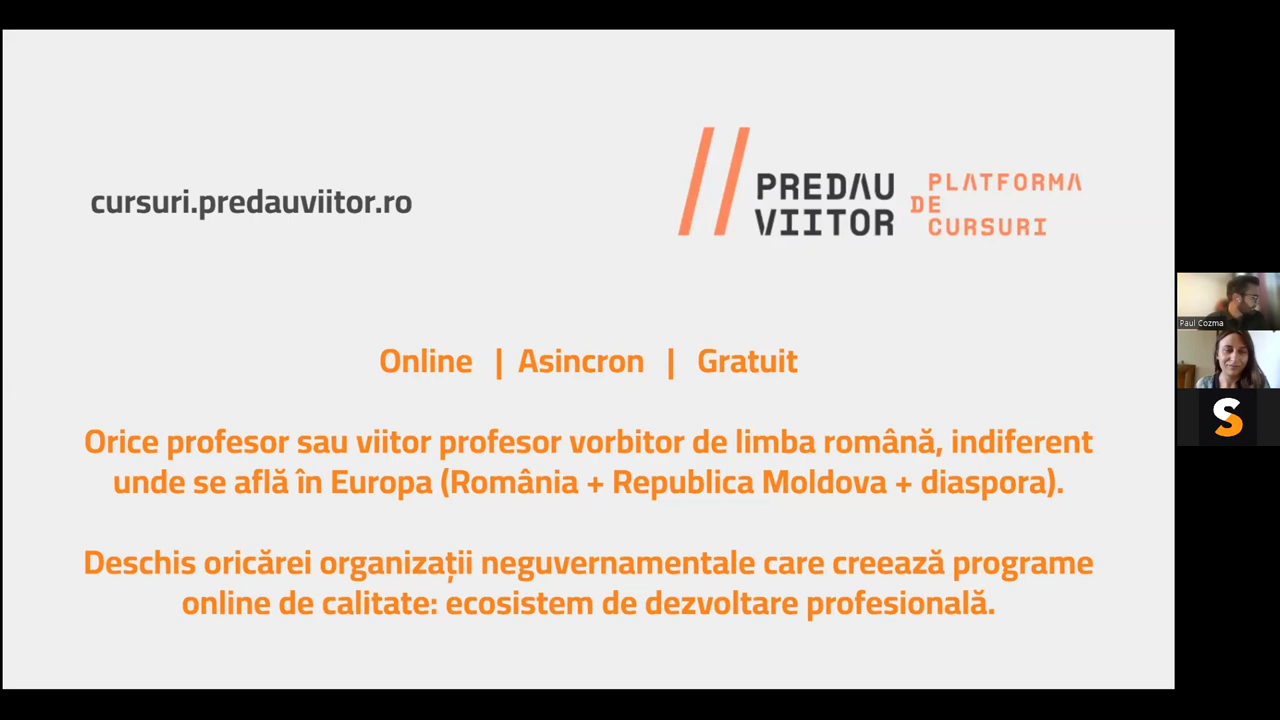 cursuri.predauviitor.ro
PREDAU
VIITOR
PLATFORMA
DE
CURSURI
Online | Asincron | Gratuit
Orice profesor sau viitor profesor vorbitor de limba română, indiferent
unde se află în Europa (România + Republica Moldova + diaspora).
Deschis oricărei organizații neguvernamentale care creează programe
online de calitate: ecosistem de dezvoltare profesională.
Paul Cozma
S